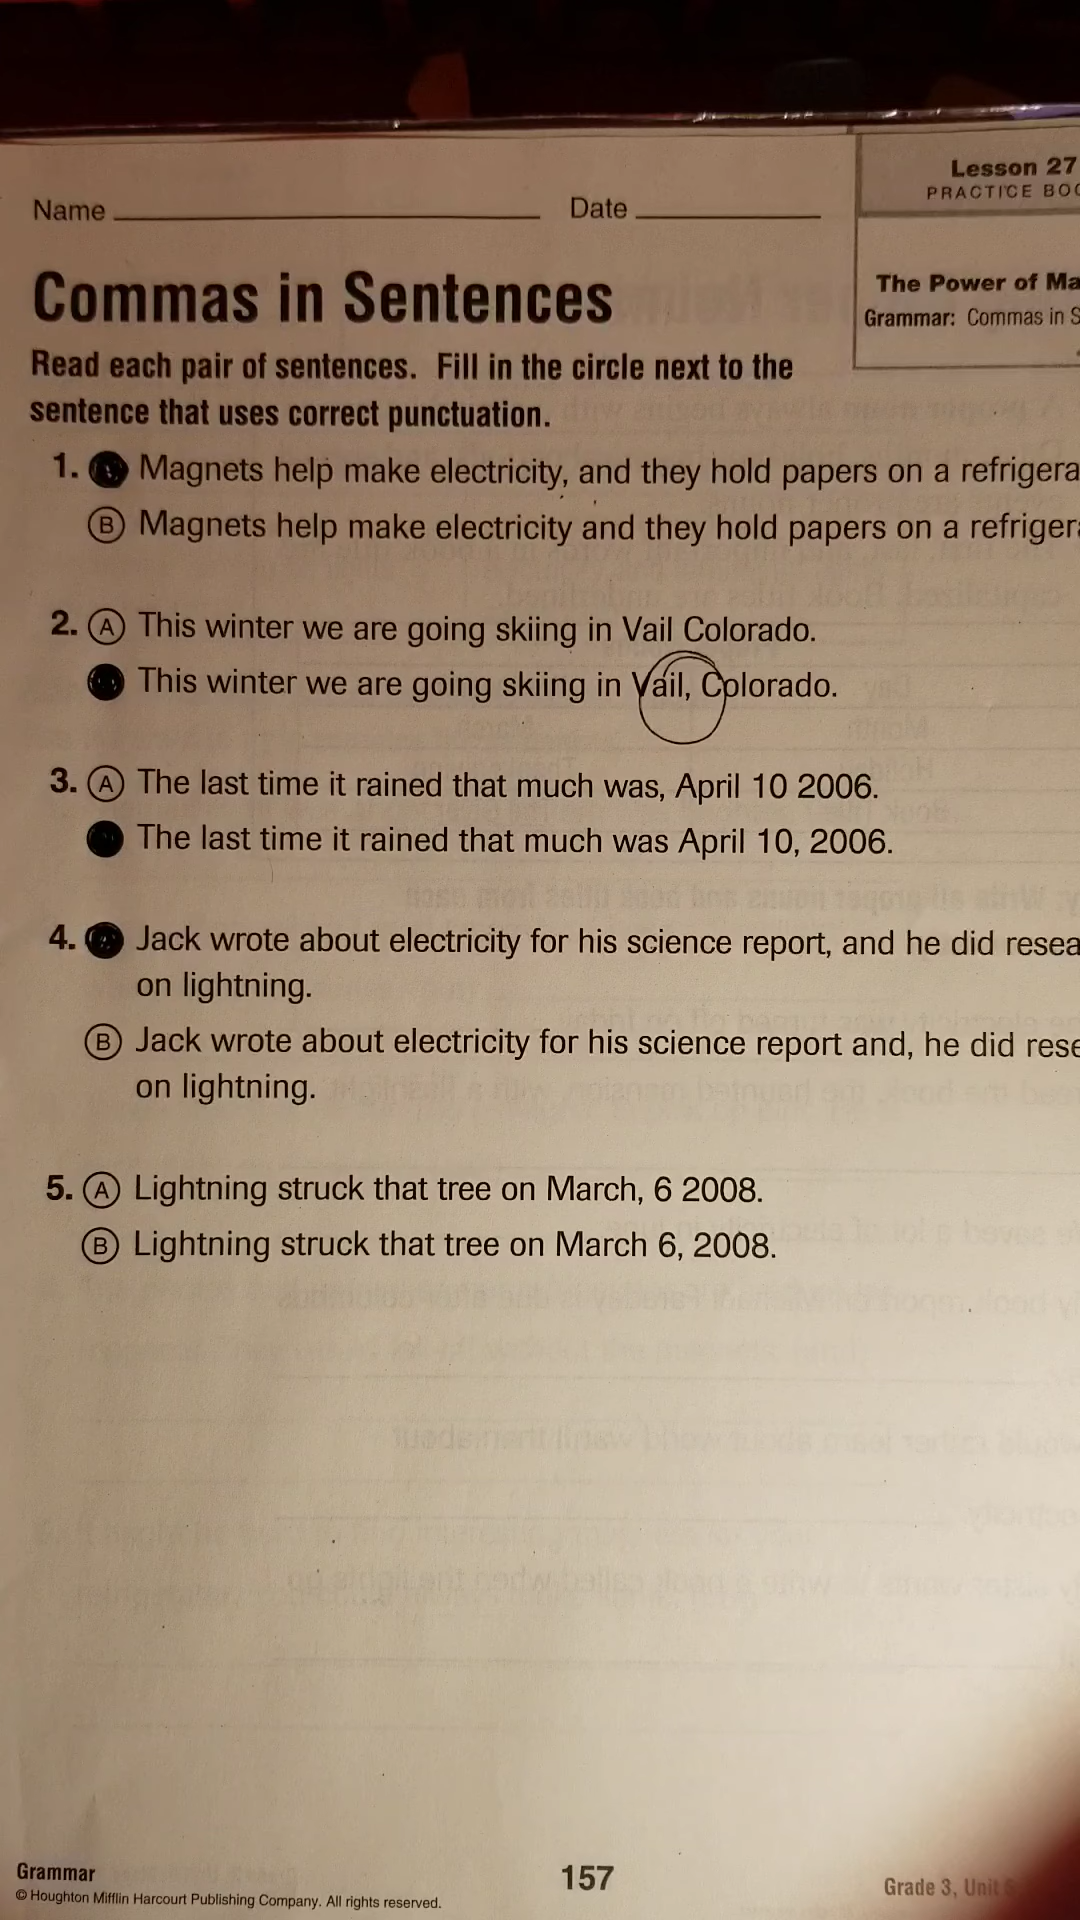 Lesson 27
PRACTICE
Name Date
The Power of
Grammar: Commas in
Commas in Sentences
Read each pair of sentences. Fill in the circle next to the
sentence that uses correct punctuation.
1. Magnets help make electricity, and they hold papers on a
B Magnets help make electricity and they hold papers on a
2. A This winter we are going skiing in Vail Colorado.
This winter we are going skiing in Vail, Colorado.
3. A The last time it rained that much was, April 10 2006.
The last time it rained that much was April 10, 2006.
4. Jack wrote about electricity for his science report, and he did
on lightning.
B Jack wrote about electricity for his science report and, he did
on lightning.
5. A Lightning struck that tree on March, 6 2008.
B Lightning struck that tree on March 6, 2008.
Grammar
© Houghton Mifflin Harcourt Publishing Company. All rights reserved.
157
Grade 3, Unit